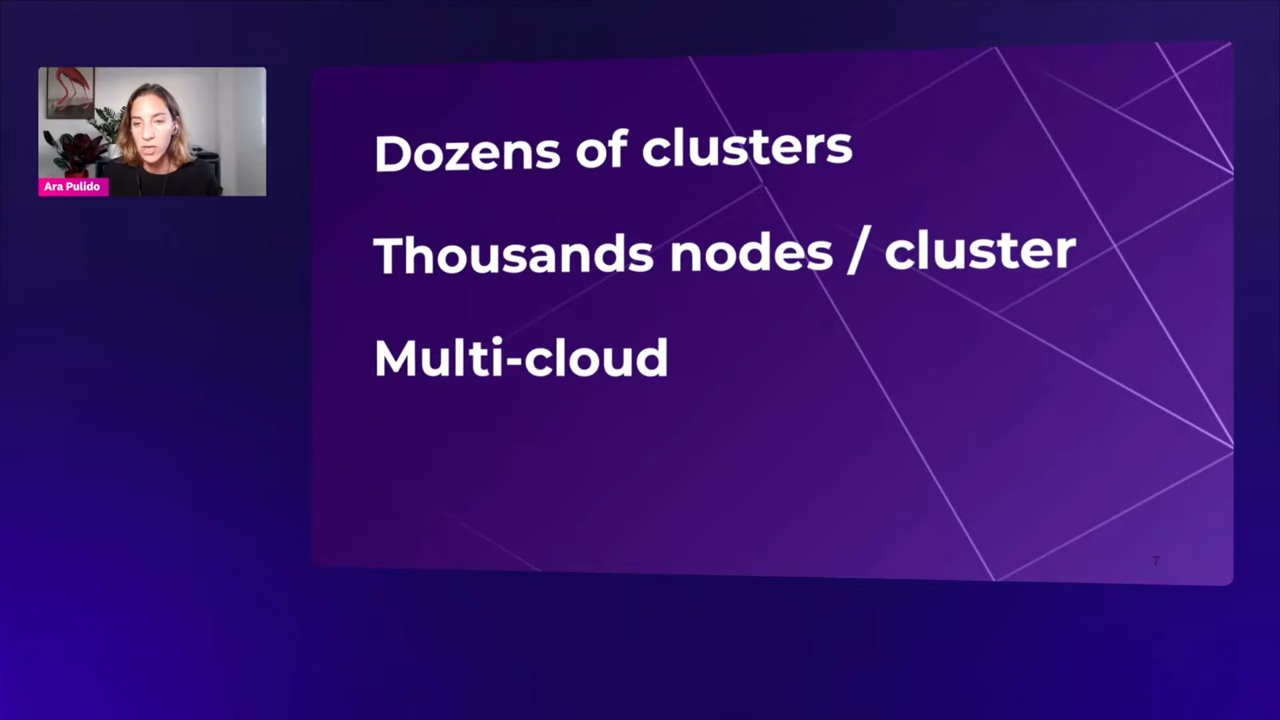 Ara Pulido
Dozens of clusters
Thousands nodes / cluster
Multi-cloud
7